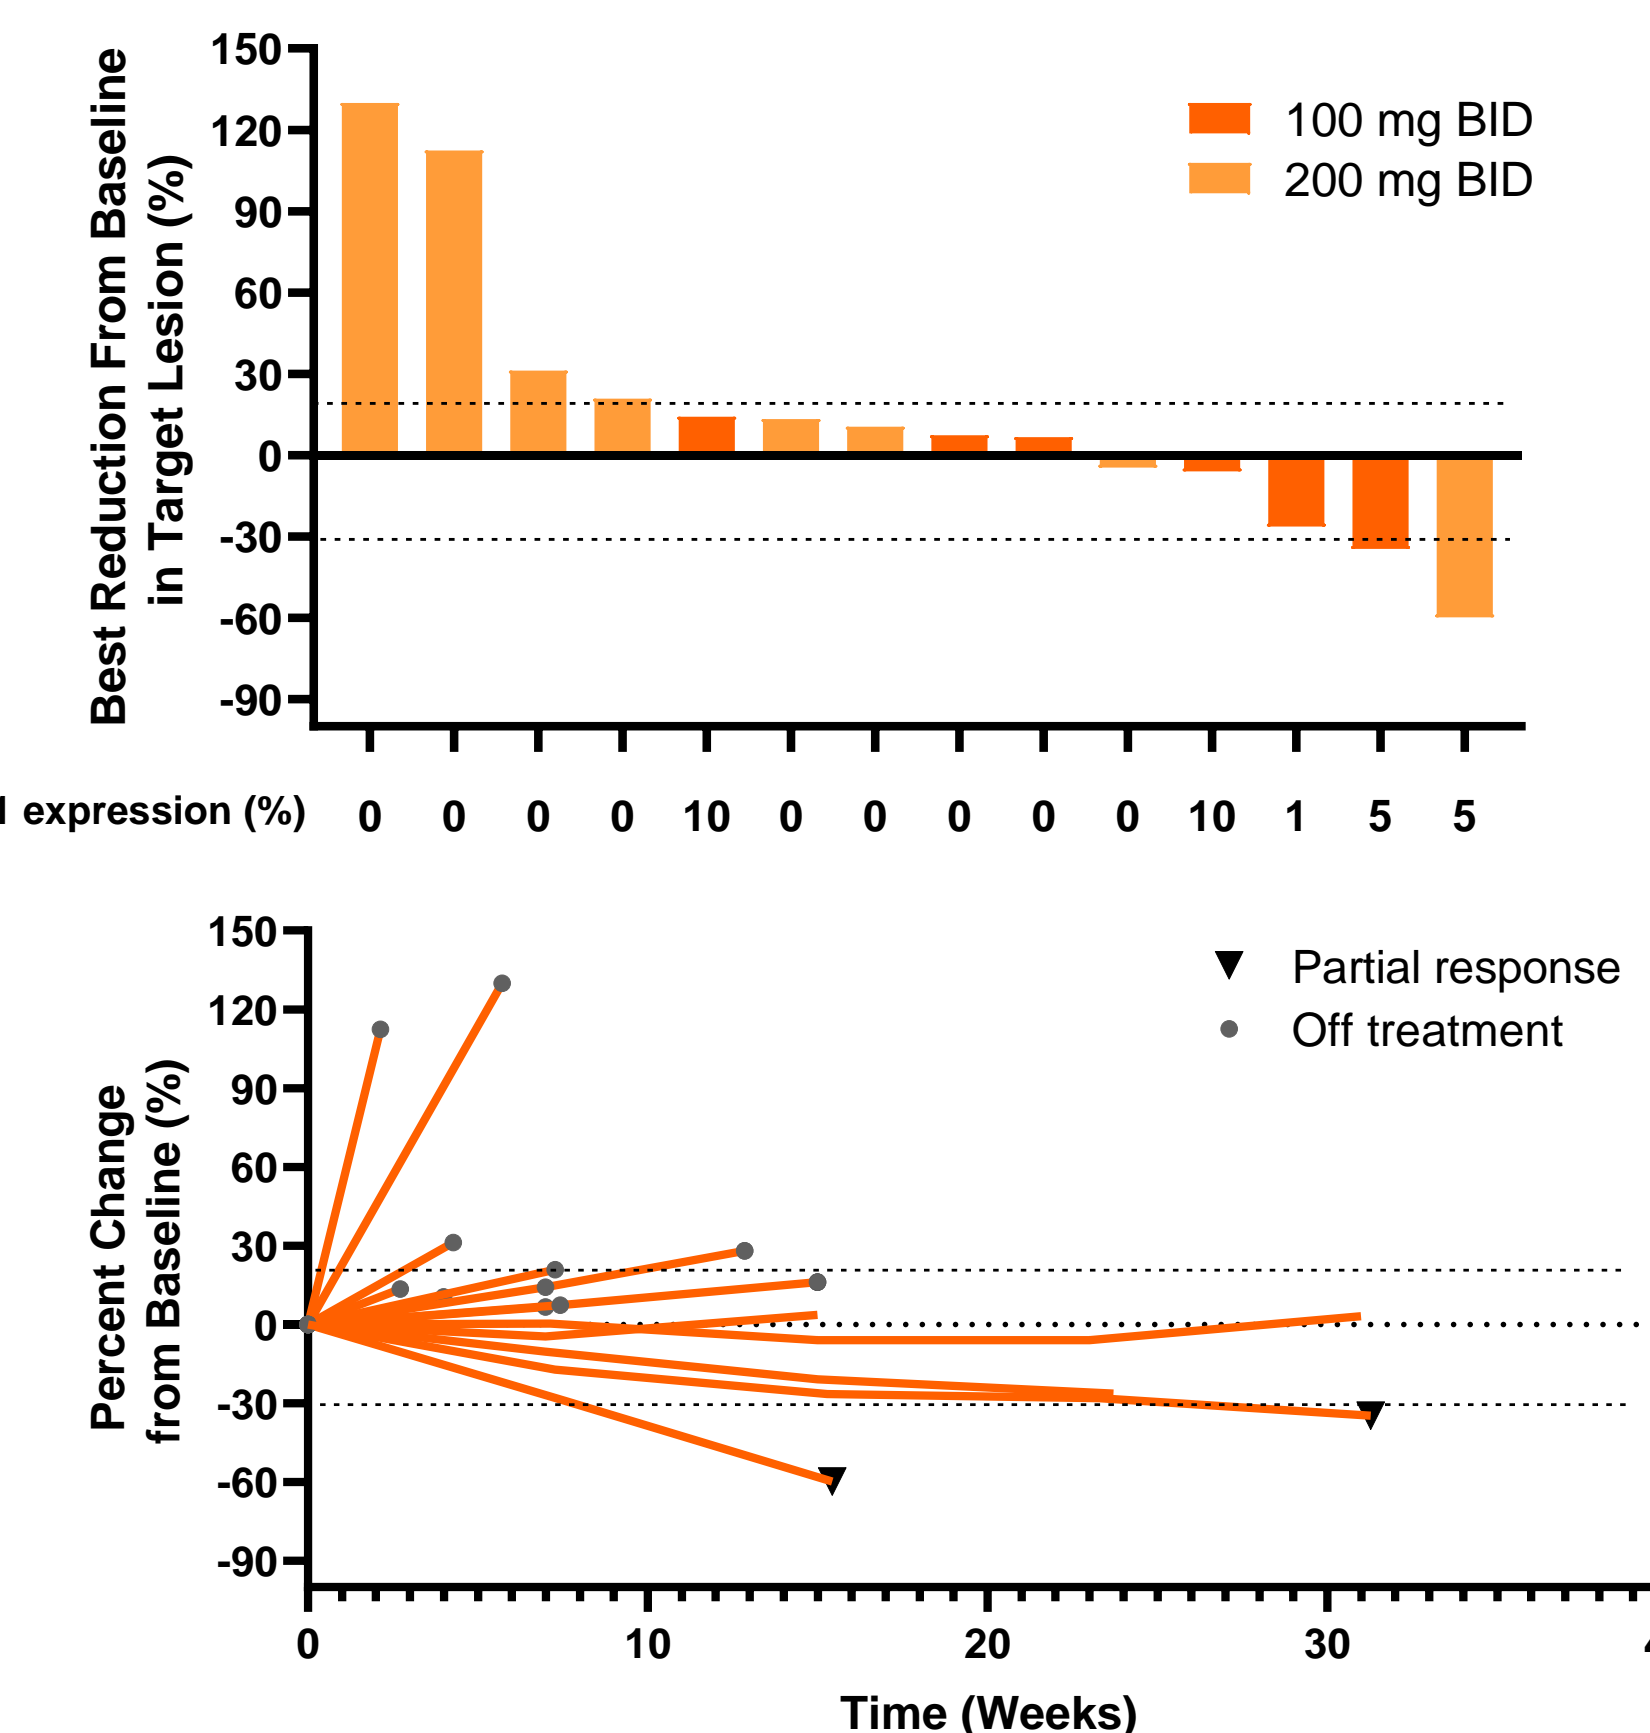 Best Reduction From Baseline
in Target Lesion (%)
150
120
90
60
30
0
-30
-60
-90
100 mg BID
200 mg BID
expression (%) 0 0 0 0 10 0 0 0 0 0 10 1 5 5
Percent Change
from Baseline (%)
150
120
90
60
30
0
-30
-60
-90
Partial response
Off treatment
0 10 20 30
Time (Weeks)